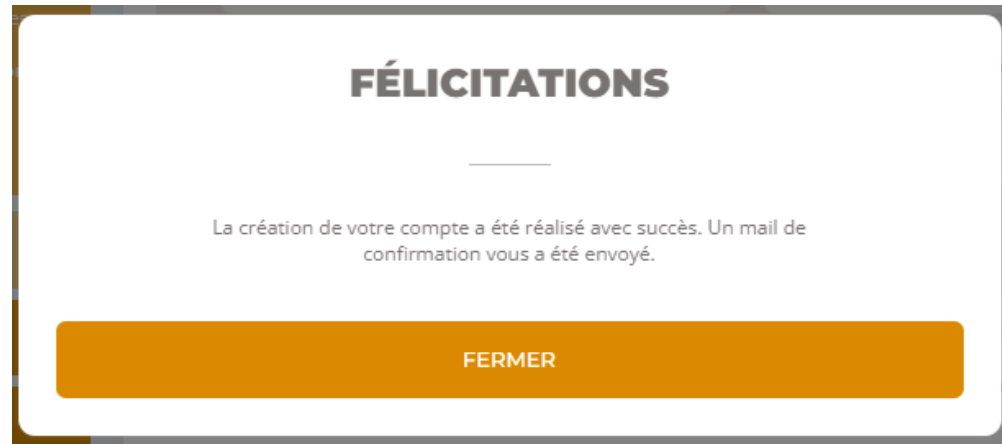 FÉLICITATIONS
La création de votre compte a été réalisé avec succès. Un mail de
confirmation vous a été envoyé.
FERMER